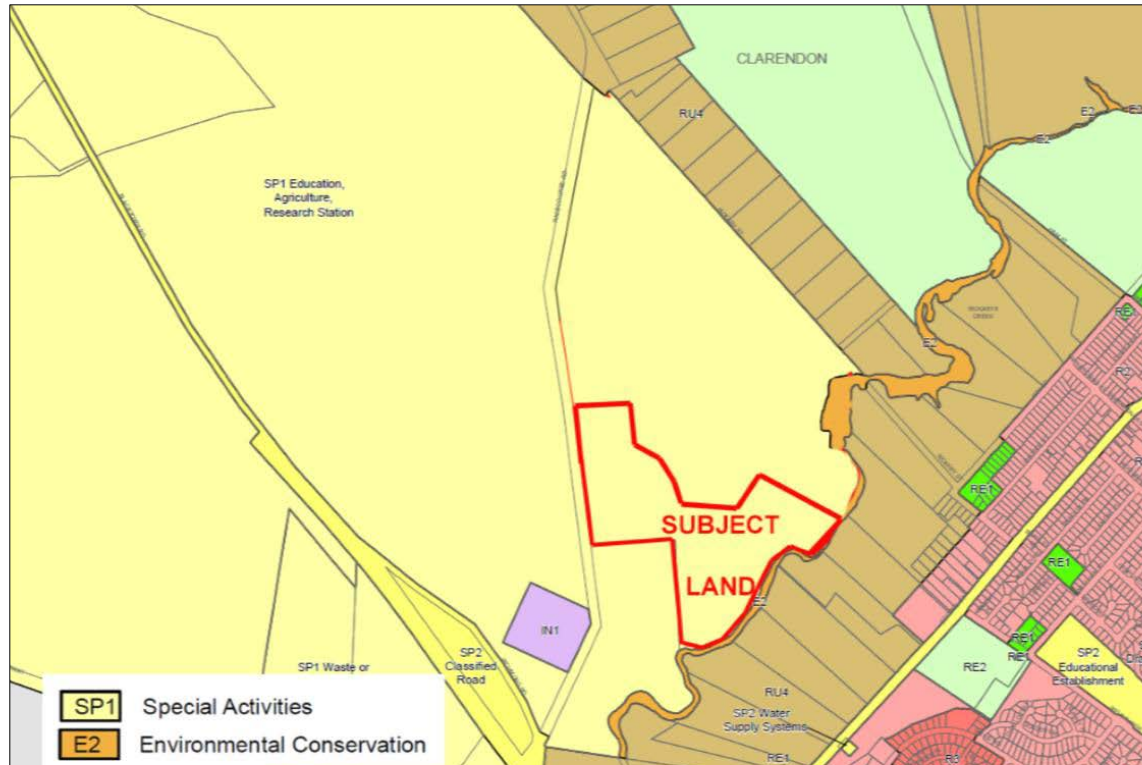 CLARENDON
E2
E2
E2
RU4
E2
SP1 Education,
Agriculture,
Research Station
RE1
R2
E2
RE1
SUBJECT
LAND
E2
RE1
IN1
RE1
RE1
SP2
Educational
Establishment
RE2
SP2
Classified
Road
SP1 Waste or
RU4
SP2 Water
Supply Systems
RE1
R3
SP1 Special Activities
E2 Environmental Conservation